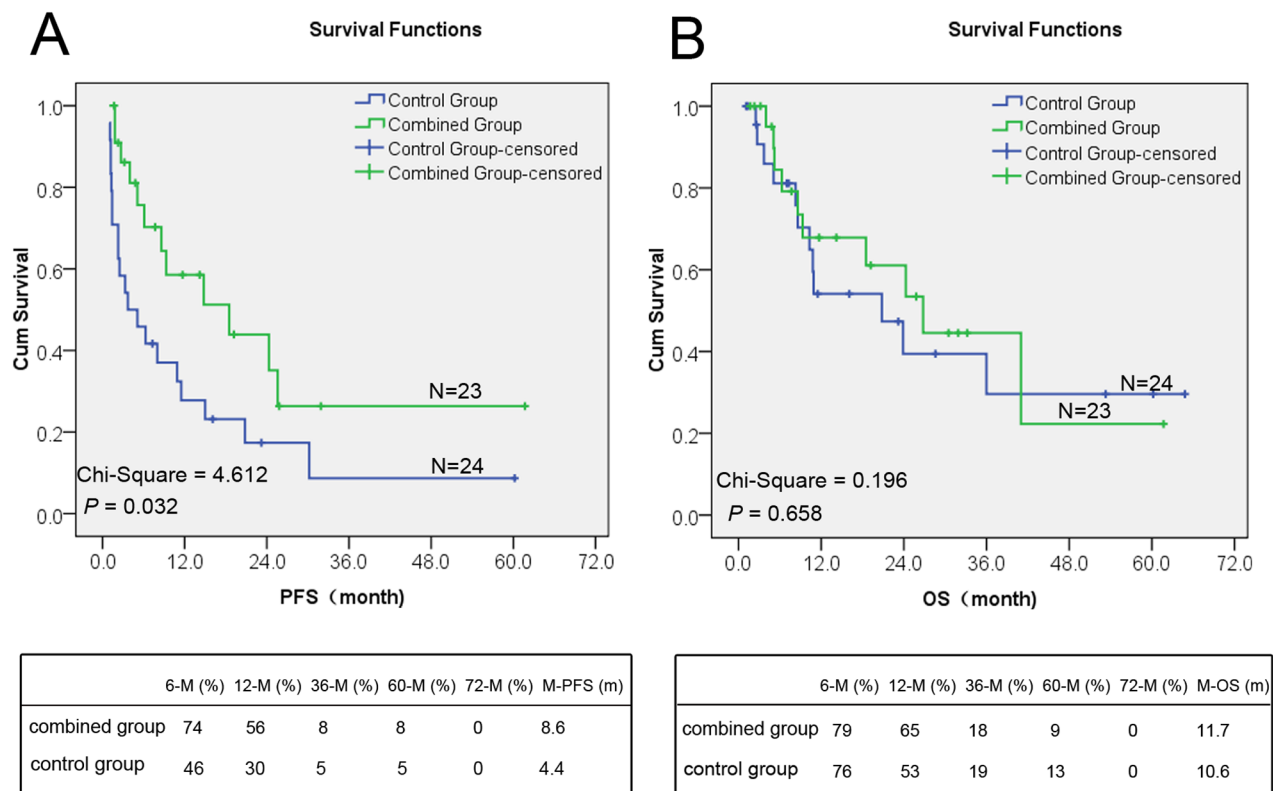 A
Survival Functions
Control Group
Combined Group
Control Group-censored
Combined Group-censored
1.0
0.8
0.6
0.4
0.2
0.0
Cum Survival
N=23
N=24
Chi-Square = 4.612
P = 0.032
0.0 12.0 24.0 36.0 48.0 60.0 72.0
PFS（month)
6-M (%) 12-M (%) 36-M (%) 60-M (%) 72-M (%) M-PFS (m)
combined group 74 56 8 8 0 8.6
control group 46 30 5 5 0 4.4
B
Survival Functions
Control Group
Combined Group
Control Group-censored
Combined Group-censored
1.0
0.8
0.6
0.4
0.2
0.0
Cum Survival
N=24
N=23
Chi-Square = 0.196
P = 0.658
0.0 12.0 24.0 36.0 48.0 60.0 72.0
OS（month)
6-M (%) 12-M (%) 36-M (%) 60-M (%) 72-M (%) M-OS (m)
combined group 79 65 18 9 0 11.7
control group 76 53 19 13 0 10.6